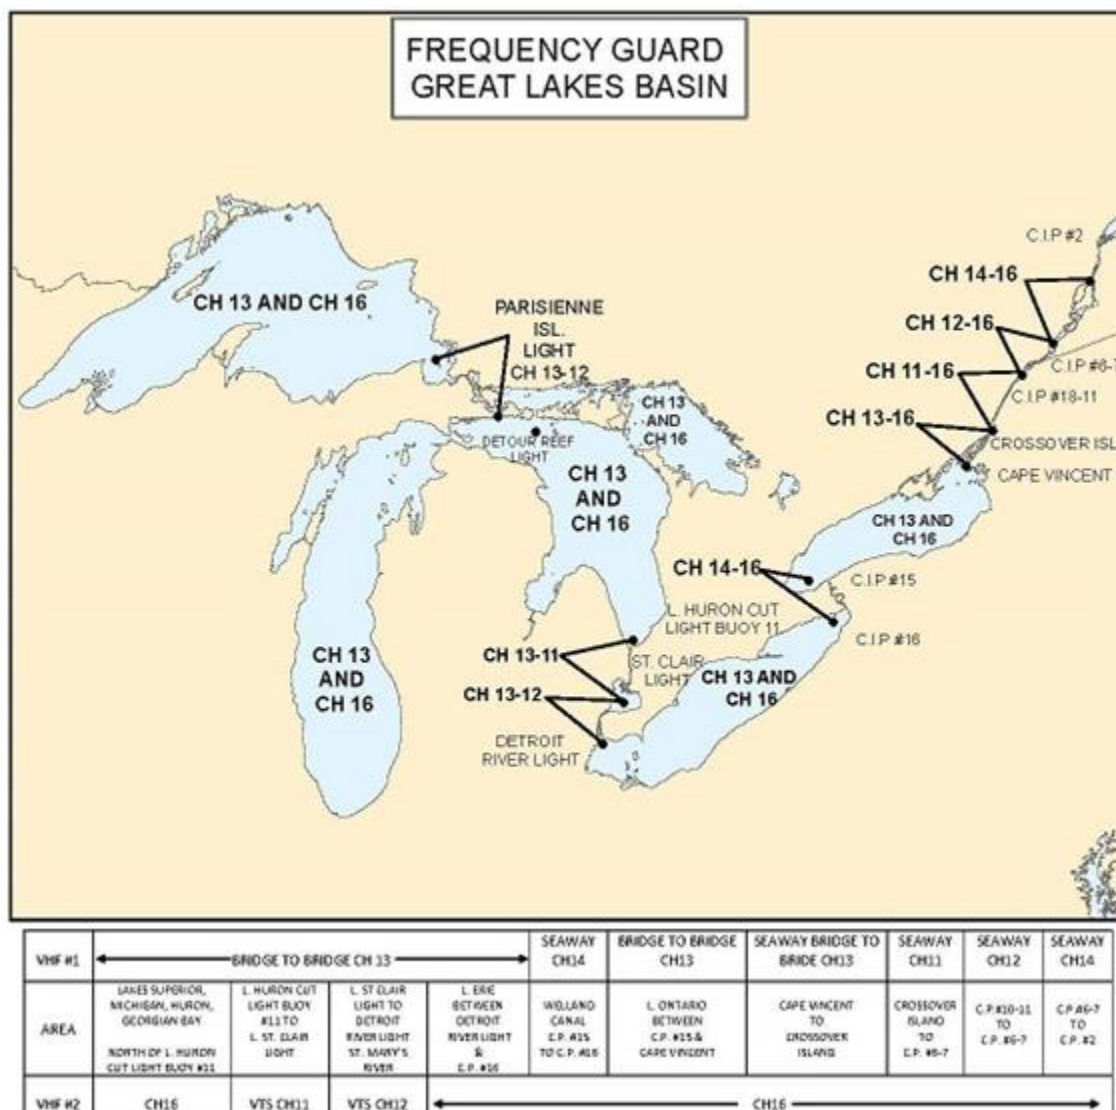 FREQUENCY GUARD
GREAT LAKES BASIN
C.I.P #2
CH 14-16
CH 13 AND CH 16
PARISIENNE
ISL.
LIGHT
CH 13-12
CH 12-16
C.I.P #6-7
CH 11-16
C.I.P #18-11
CH 13
AND
CH 16
CH 13-16
DETOUR REEF
LIGHT
CROSSOVER ISL
CAPE VINCENT
CH 13
AND
CH 16
CH 13 AND
CH 16
CH 14-16
C.I.P #15
L. HURON CUT
LIGHT BUOY 11
C.I.P #16
CH 13-11
ST. CLAIR
LIGHT
CH 13
AND
CH 16
CH 13 AND
CH 16
CH 13-12
DETROIT
RIVER LIGHT
VHF #1
BRIDGE TO BRIDGE CH 13
SEAWAY
CH14
BRIDGE TO BRIDGE
CH13
SEAWAY BRIDGE TO
BRIDE CH13
SEAWAY
CH11
SEAWAY
CH12
SEAWAY
CH14
AREA
LAKES SUPERIOR,
MICHIGAN, HURON,
GEORGIAN BAY
NORTH OF L. HURON
CUT LIGHT BUOY #11
L. HURON CUT
LIGHT BUOY
#11 TO
L. ST. CLAIR
LIGHT
L. ST CLAIR
LIGHT TO
DETROIT
RIVER LIGHT
ST. MARY'S
RIVER
L. ERIE
BETWEEN
DETROIT
RIVER LIGHT
&
C.P. #16
WELLAND
CANAL
C.P. #15
TO C.P. #16
L. ONTARIO
BETWEEN
C.P. #15 &
CAPE VINCENT
CAPE VINCENT
TO
CROSSOVER
ISLAND
CROSSOVER
ISLAND
TO
C.P. #6-7
C.P.#10-11
TO
C.P. #6-7
C.P.#6-7
TO
C.P. #2
VHF #2
CH16
VTS CH11
VTS CH12
CH16